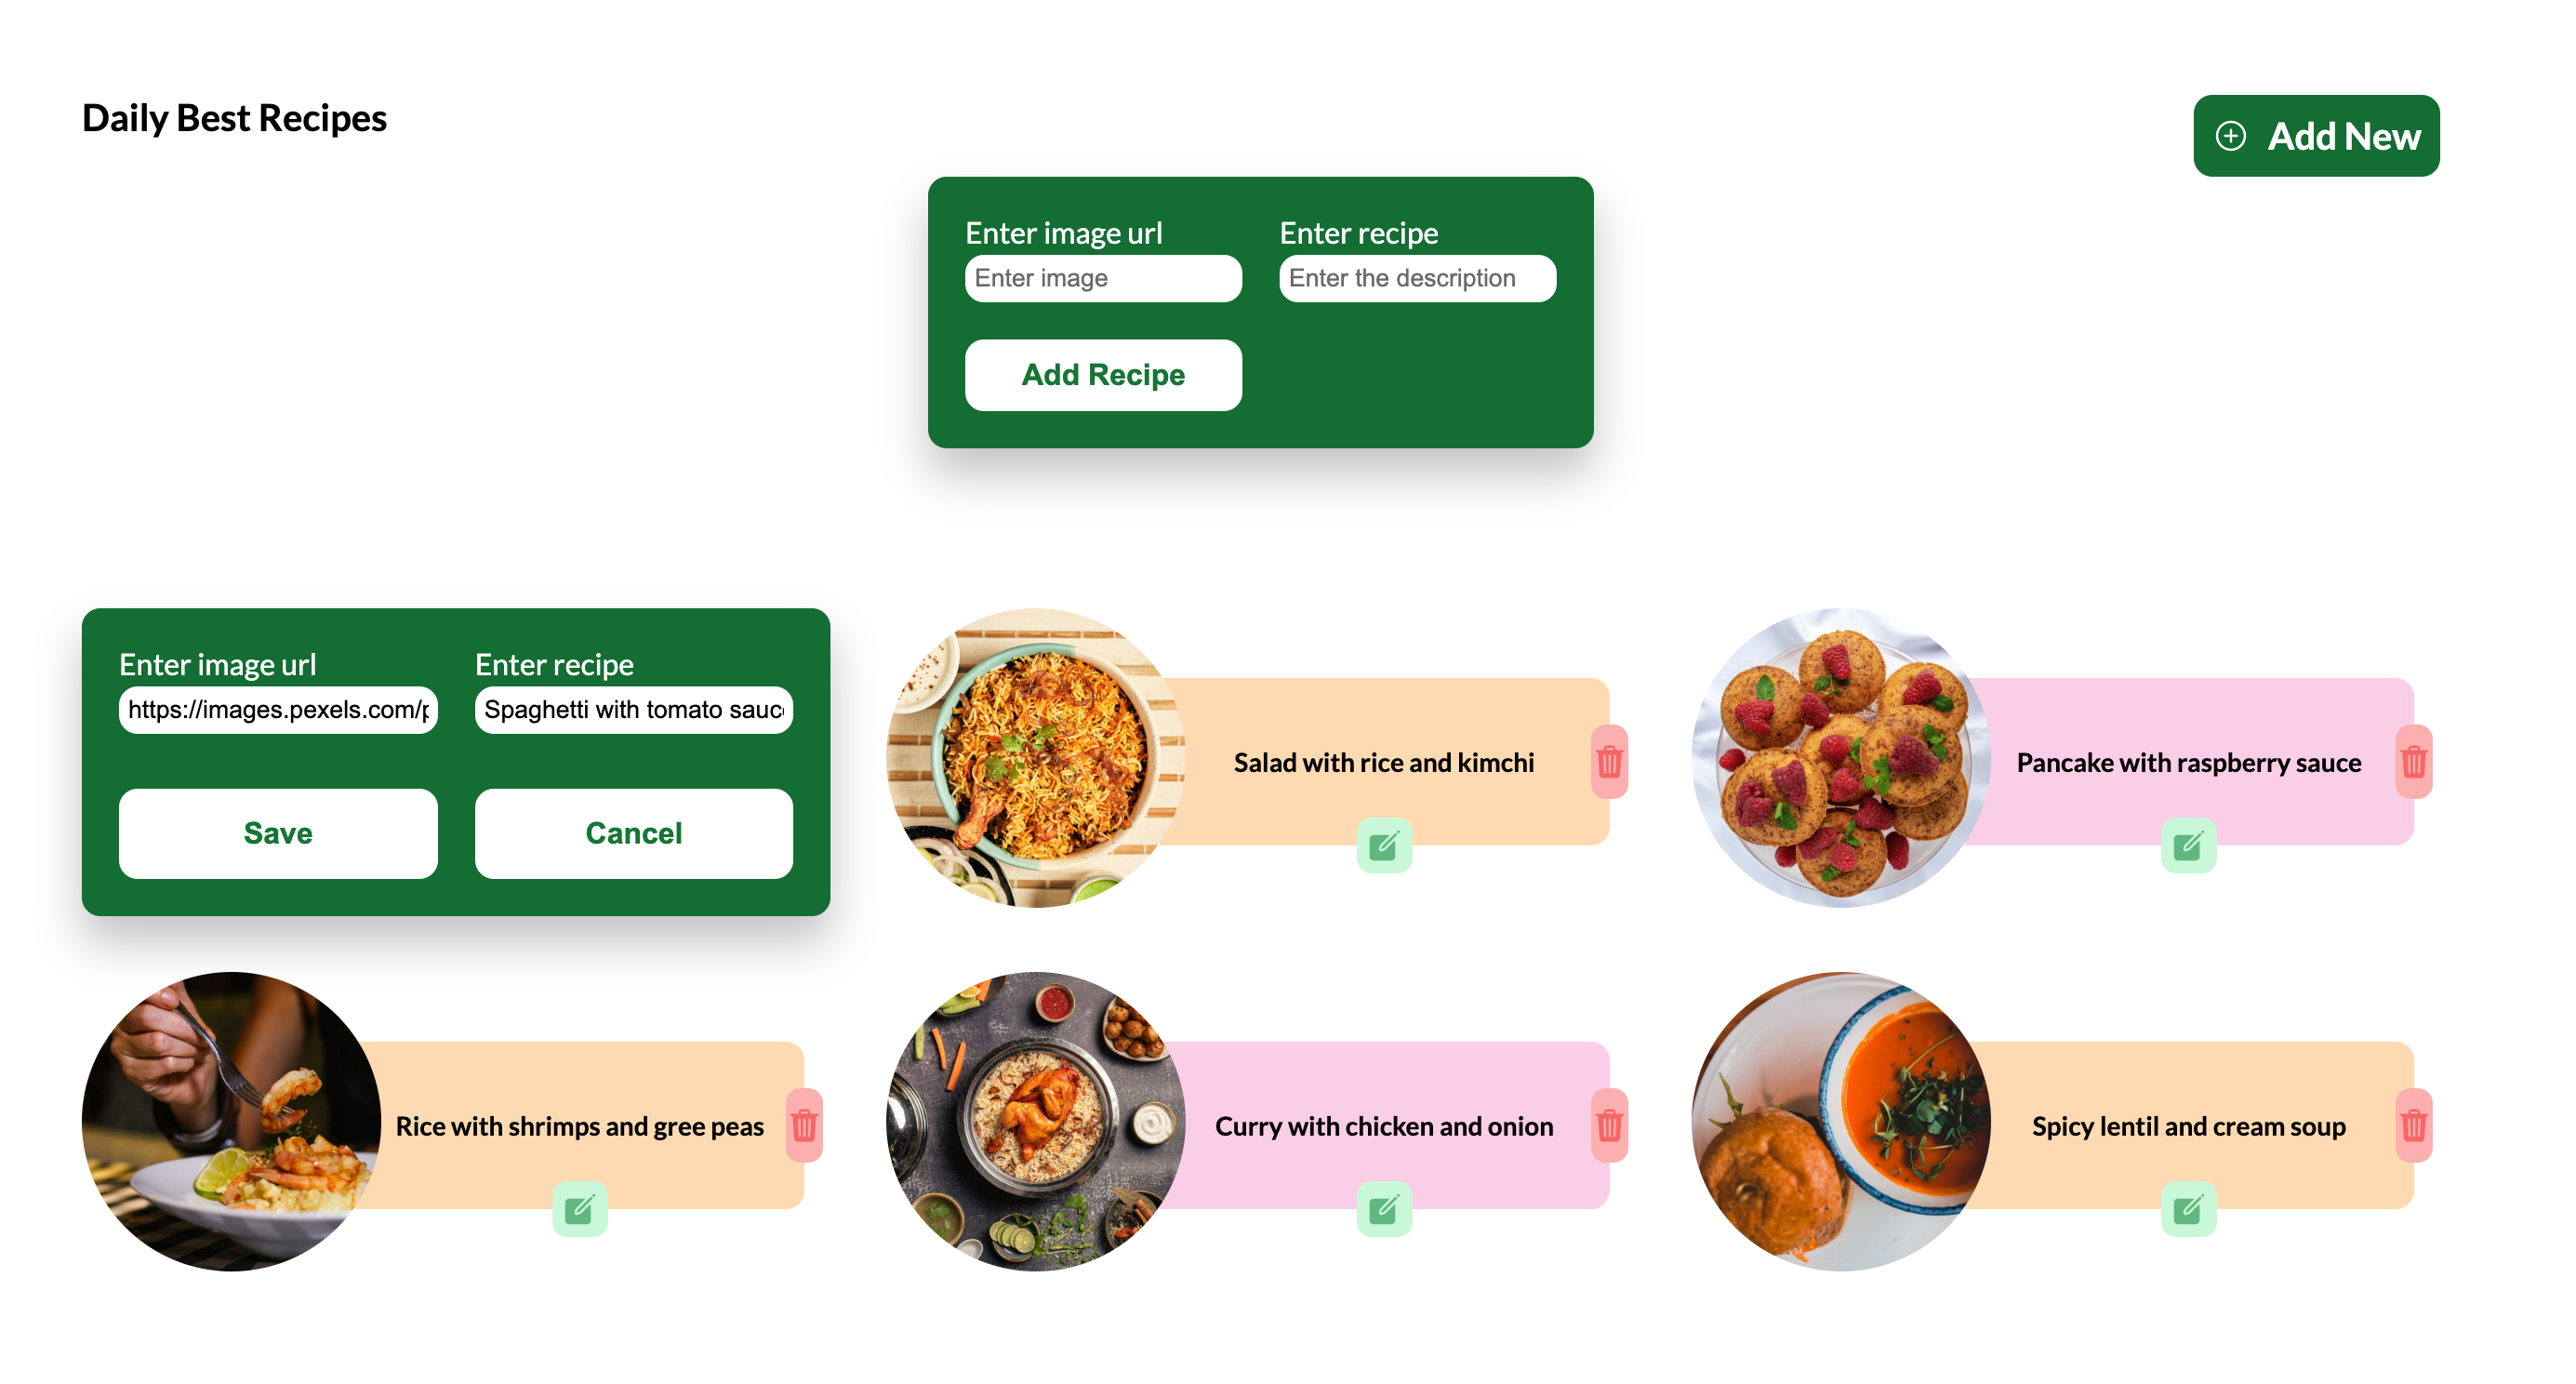 Daily Best Recipes
Add New
Enter image url
Enter recipe
Enter image
Enter the description
Add Recipe
Enter image url
Enter recipe
https://images.pexels.com/p
Spaghetti with tomato sauc
Save
Cancel
Salad with rice and kimchi
Pancake with raspberry sauce
Rice with shrimps and gree peas
Curry with chicken and onion
Spicy lentil and cream soup